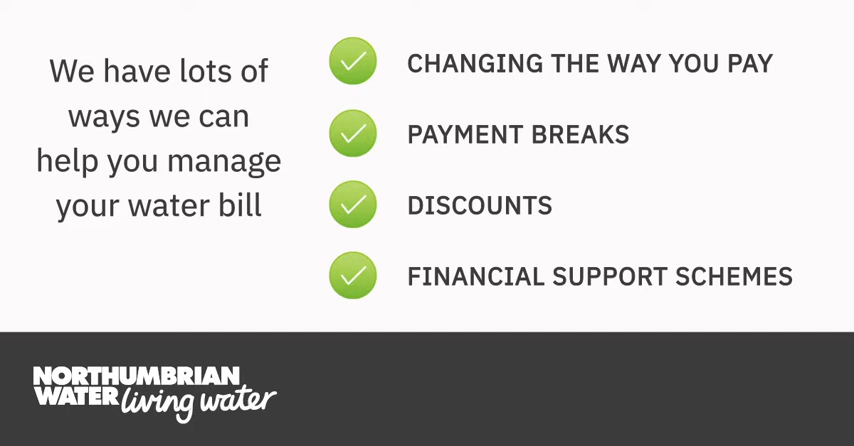 We have lots of
ways we can
help you manage
your water bill
CHANGING THE WAY YOU PAY
PAYMENT BREAKS
DISCOUNTS
FINANCIAL SUPPORT SCHEMES
NORTHUMBRIAN
WATER living water